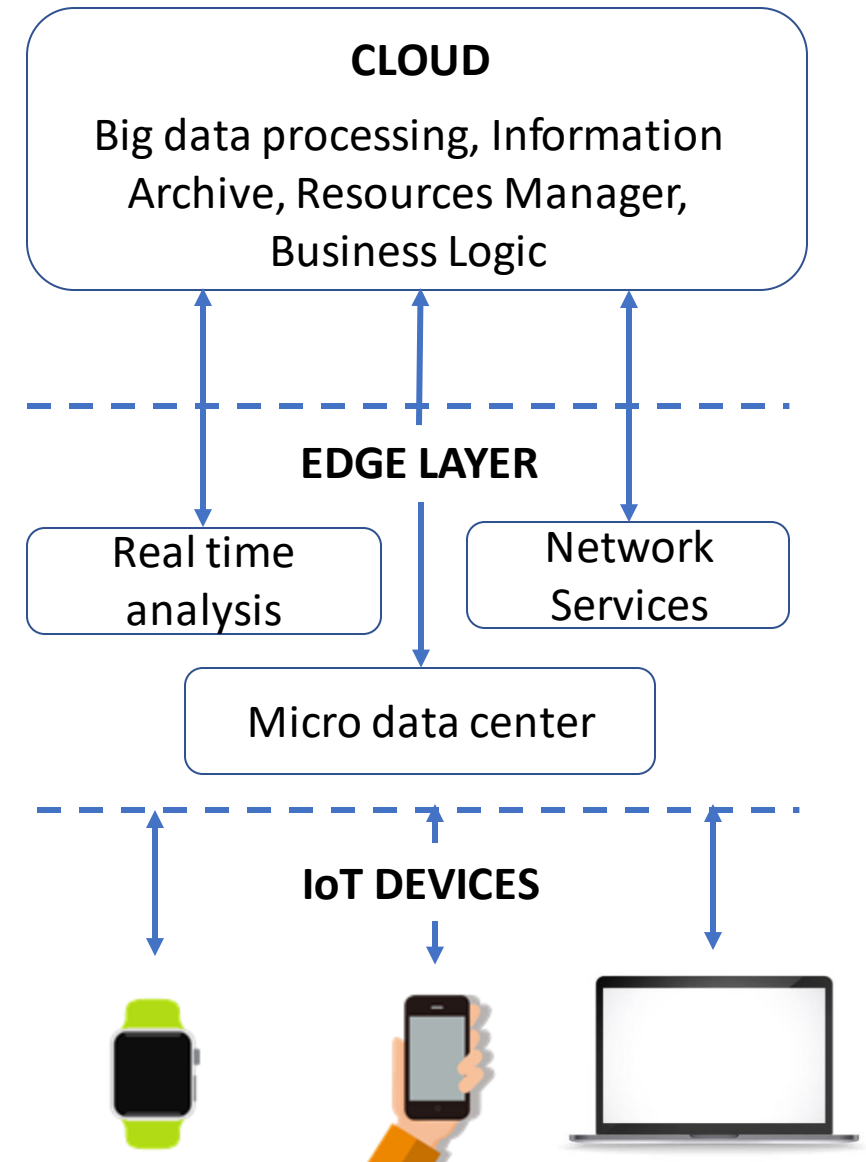 CLOUD
Big data processing, Information
Archive, Resources Manager,
Business Logic
EDGE LAYER
Real time
analysis
Network
Services
Micro data center
IoT DEVICES